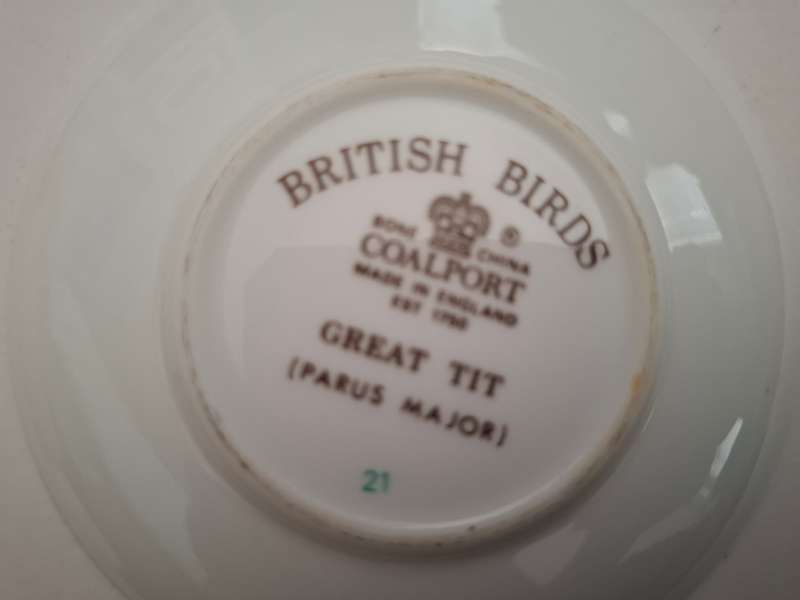 BRITISH BIRDS
BONE CHINA ®
COALPORT
MADE IN ENGLAND
EST 1750
GREAT TIT
(PARUS MAJOR)
21